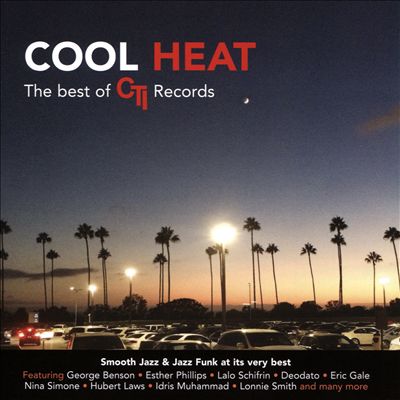 COOL HEAT
The best of CTI Records
Smooth Jazz & Jazz Funk at its very best
Featuring George Benson • Esther Phillips • Lalo Schifrin • Deodato • Eric Gale
Nina Simone • Hubert Laws • Idris Muhammad • Lonnie Smith and many more